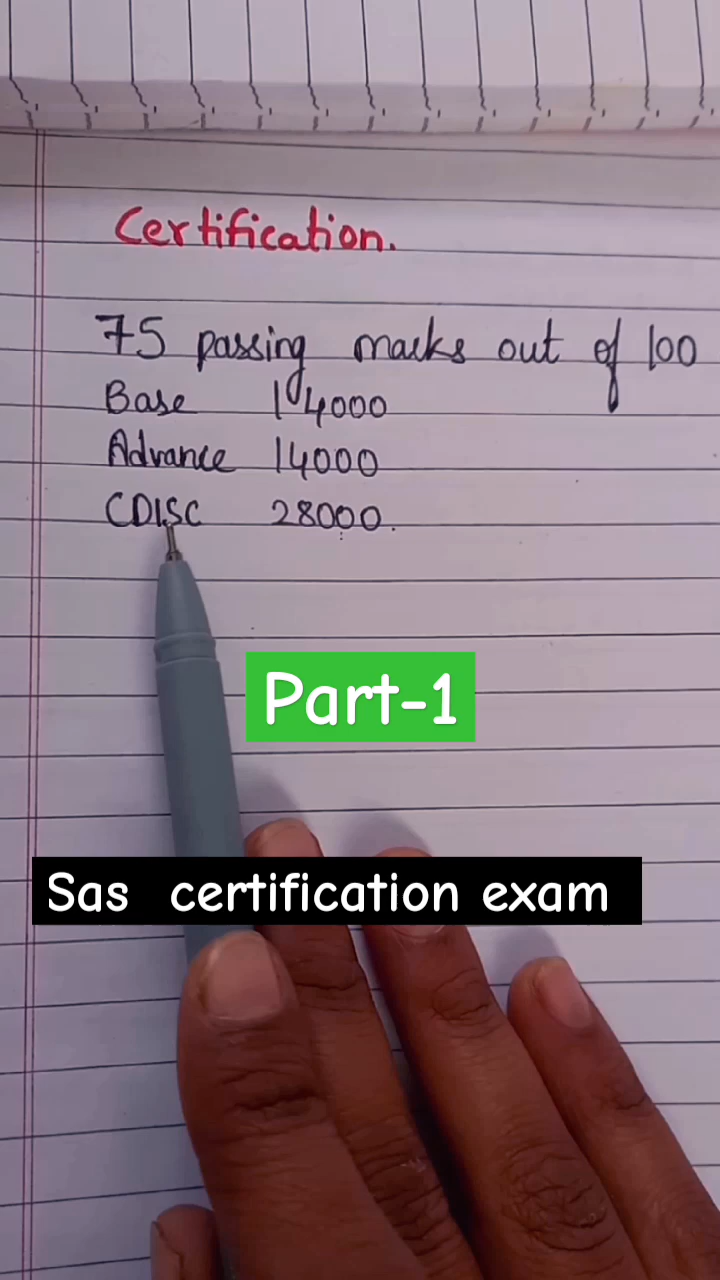 Certification.
75 passing marks out of 100
Base 14000
Advance 14000
CDISC 28000.
Part-1
Sas certification exam